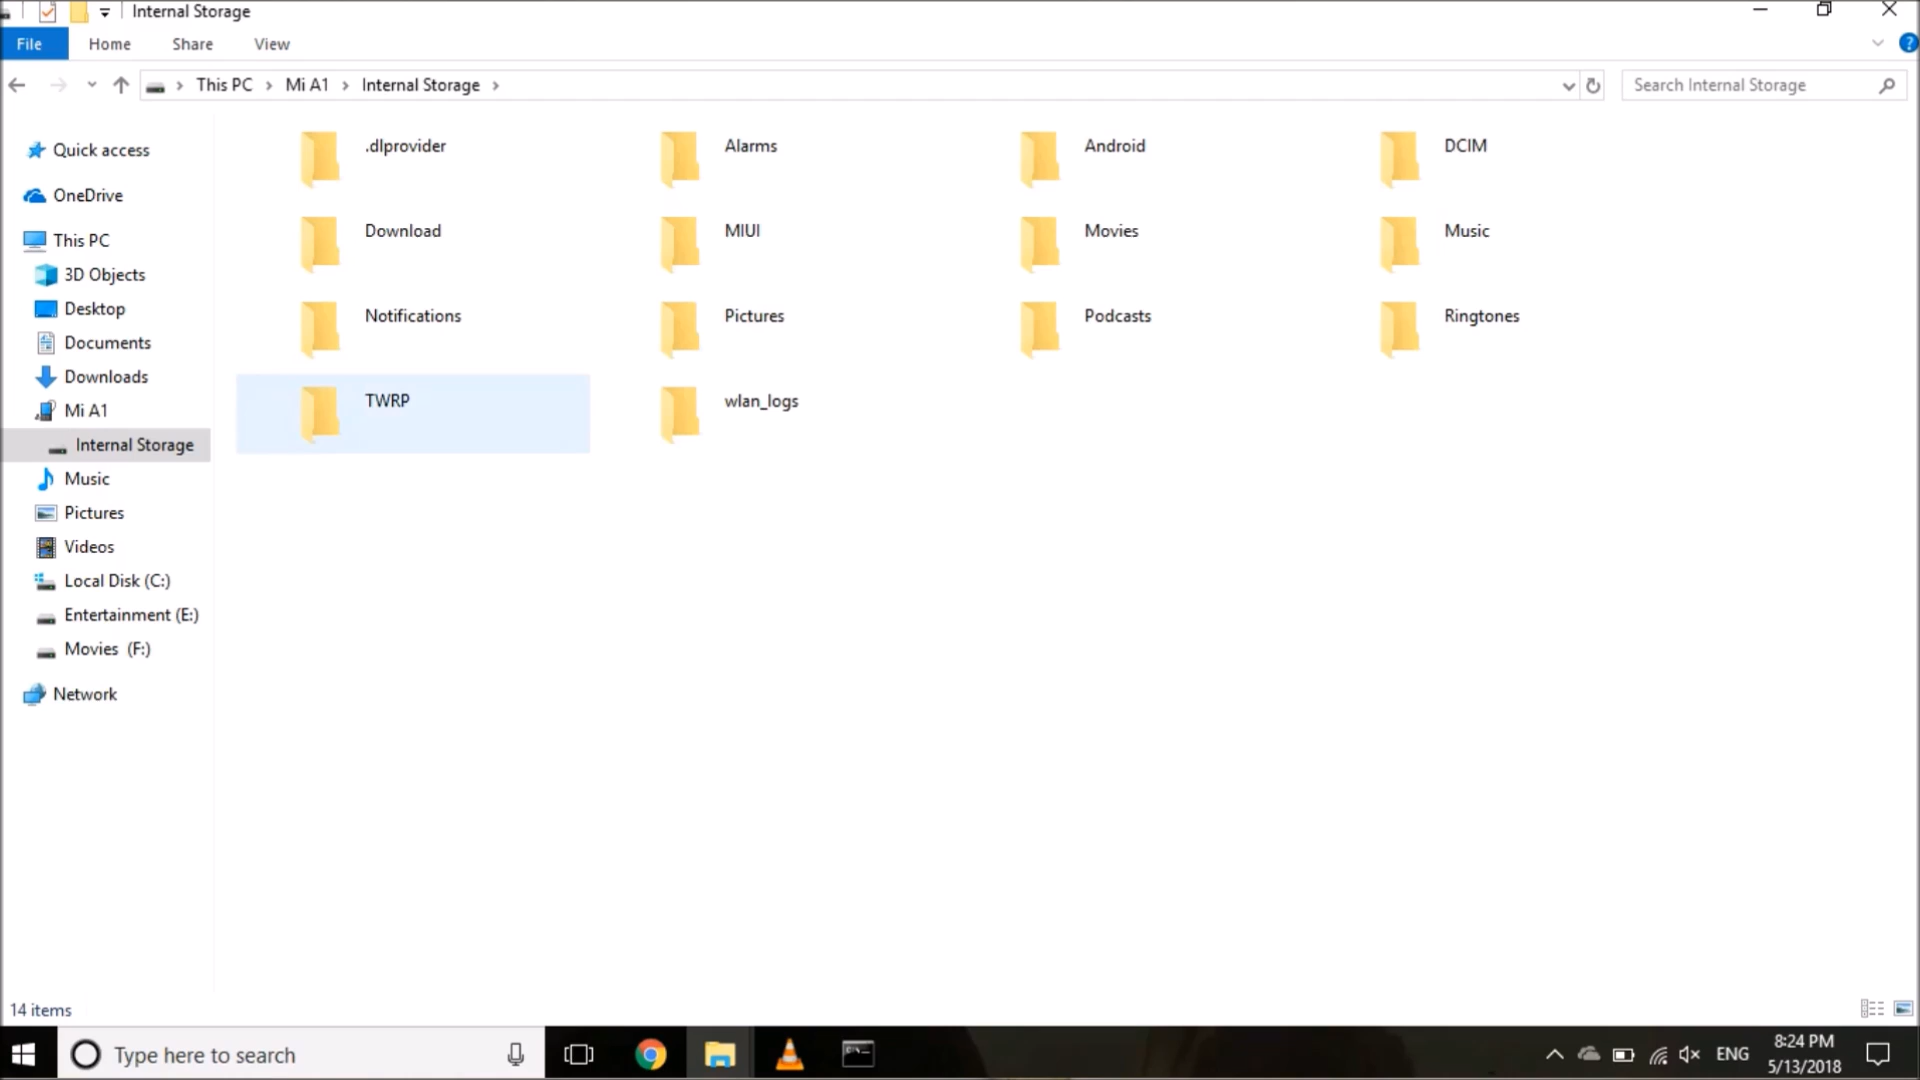 Internal Storage
File Home Share View
This PC Mi A1 Internal Storage Search Internal Storage
Quick access
OneDrive
This PC
3D Objects
Desktop
Documents
Downloads
Mi A1
Internal Storage
Music
Pictures
Videos
Local Disk (C:)
Entertainment (E:)
Movies (F:)
Network
.dlprovider Alarms Android DCIM
Download MIUI Movies Music
Notifications Pictures Podcasts Ringtones
TWRP wlan_logs
14 items
Type here to search ENG 8:24 PM
5/13/2018